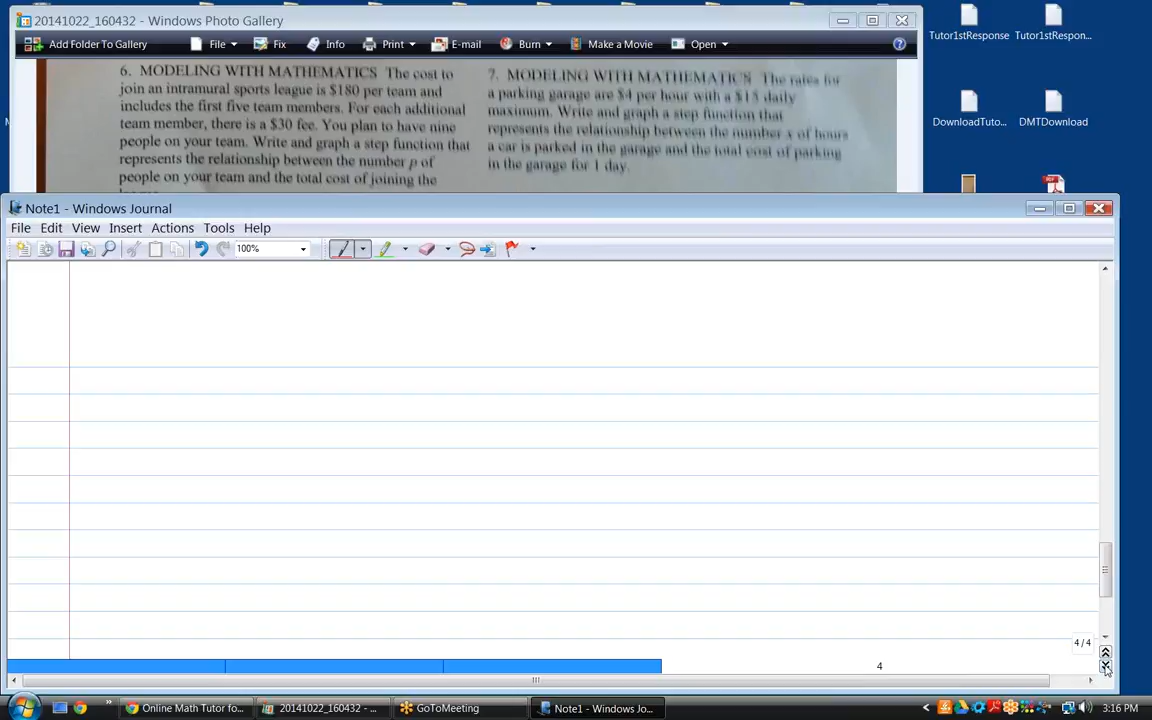 20141022_160432 - Windows Photo Gallery
Add Folder To Gallery File Fix Info Print E-mail Burn Make a Movie Open
Tutor1stResponse Tutor1stRespon...
DownloadTuto... DMTDownload
6. MODELING WITH MATHEMATICS The cost to
join an intramural sports league is $180 per team and
includes the first five team members. For each additional
team member, there is a $30 fee. You plan to have nine
people on your team. Write and graph a step function that
represents the relationship between the number p of
people on your team and the total cost of joining the
7. MODELING WITH MATHEMATICS The rates for
a parking garage are $4 per hour with a $15 daily
maximum. Write and graph a step function that
represents the relationship between the number x of hours
a car is parked in the garage and the total cost of parking
in the garage for 1 day.
Note1 - Windows Journal
File Edit View Insert Actions Tools Help
100%
4/4
4
Online Math Tutor fo... 20141022_160432 - ... GoToMeeting Note1 - Windows Jo... 3:16 PM